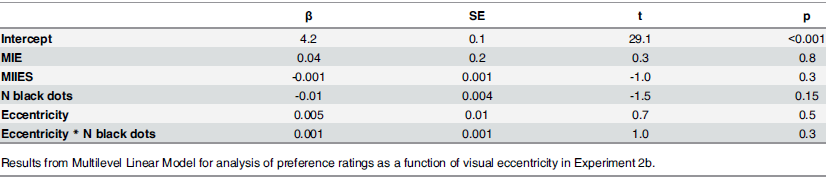 β SE t p
Intercept 4.2 0.1 29.1 <0.001
MIE 0.04 0.2 0.3 0.8
MIIES -0.001 0.001 -1.0 0.3
N black dots -0.01 0.004 -1.5 0.15
Eccentricity 0.005 0.01 0.7 0.5
Eccentricity * N black dots 0.001 0.001 1.0 0.3
Results from Multilevel Linear Model for analysis of preference ratings as a function of visual eccentricity in Experiment 2b.